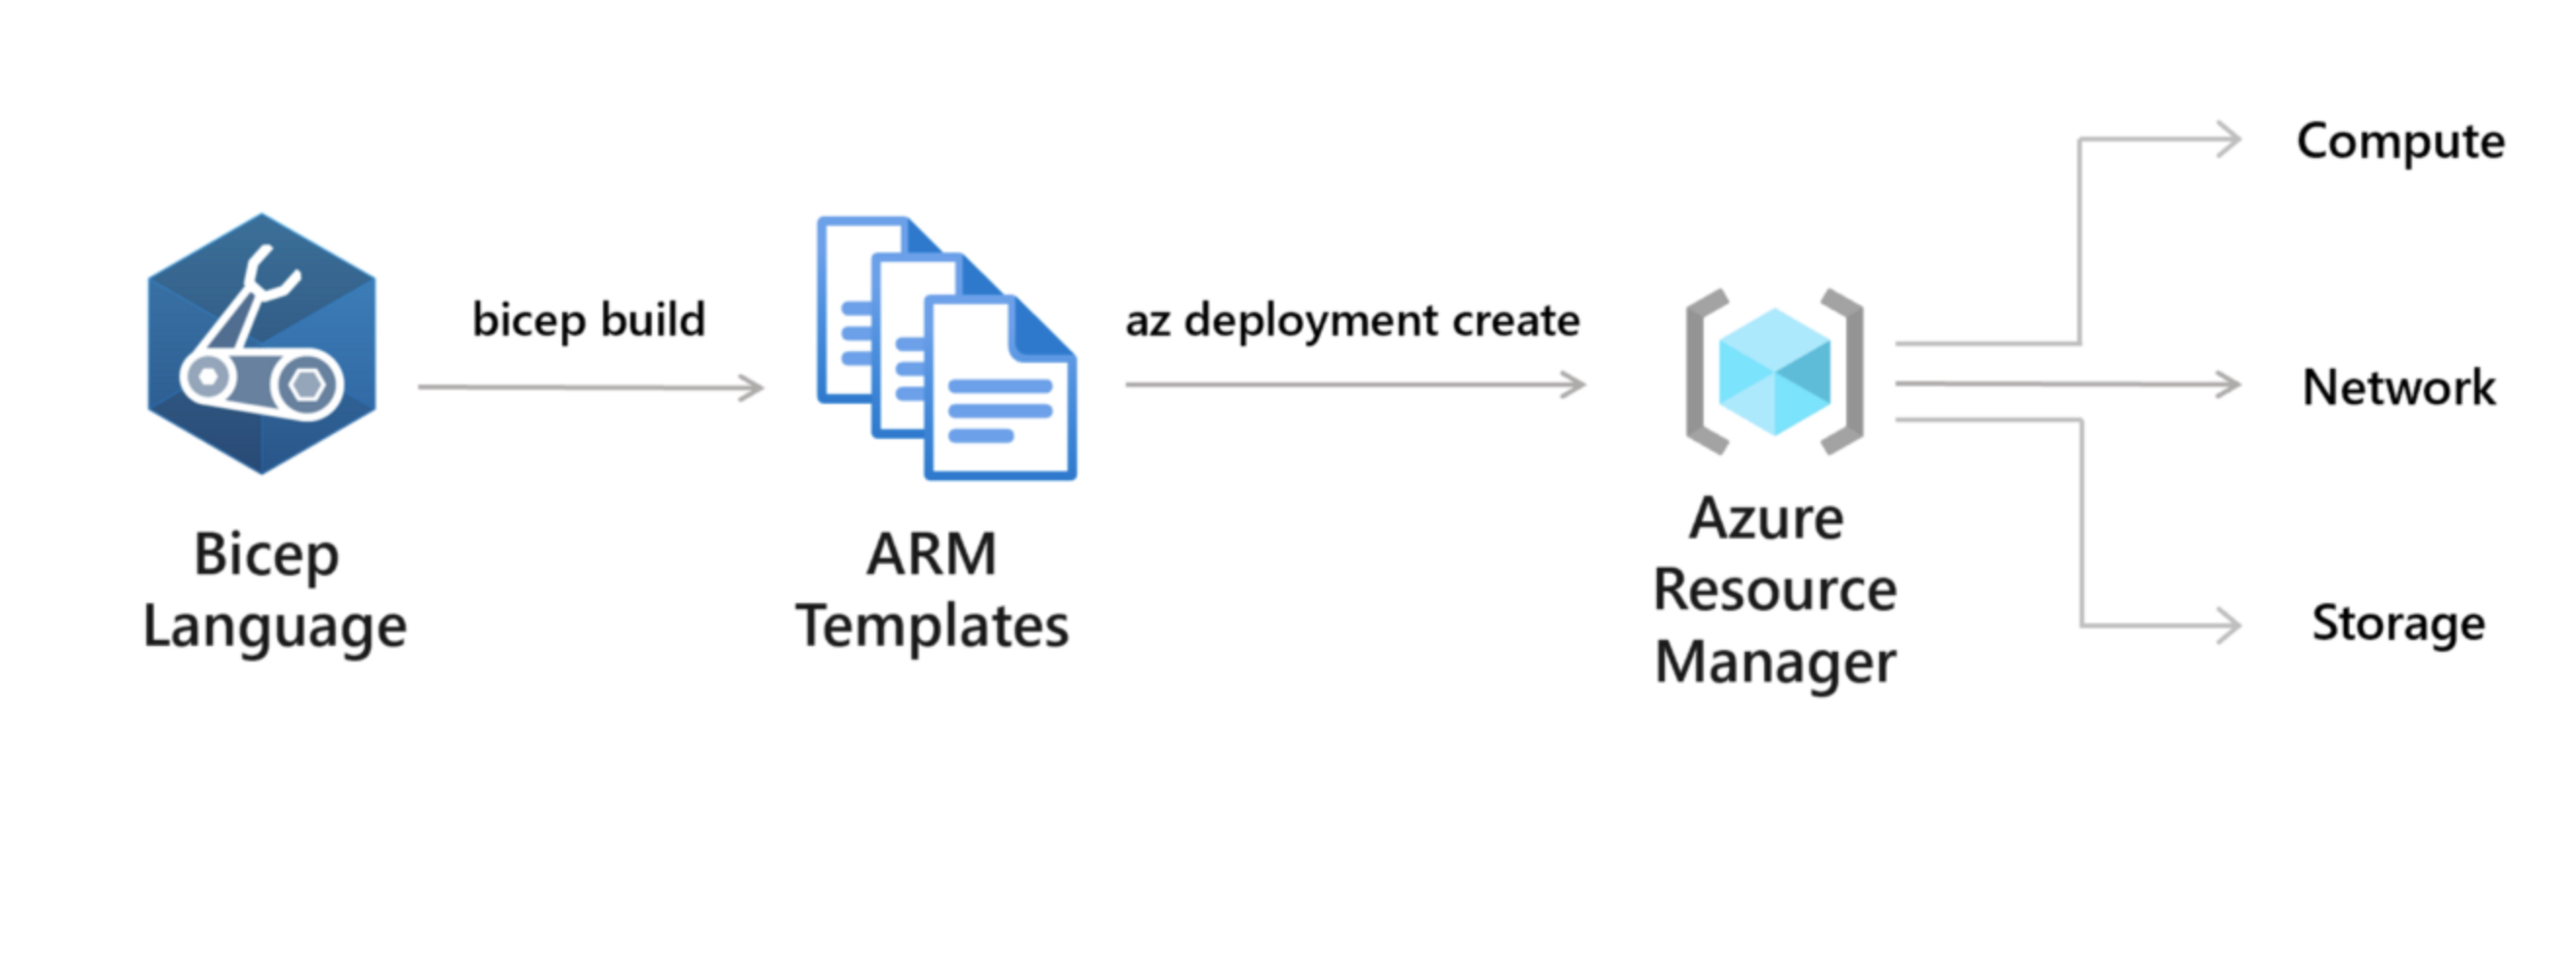 Bicep
Language
bicep build
ARM
Templates
az deployment create
Azure
Resource
Manager
Compute
Network
Storage